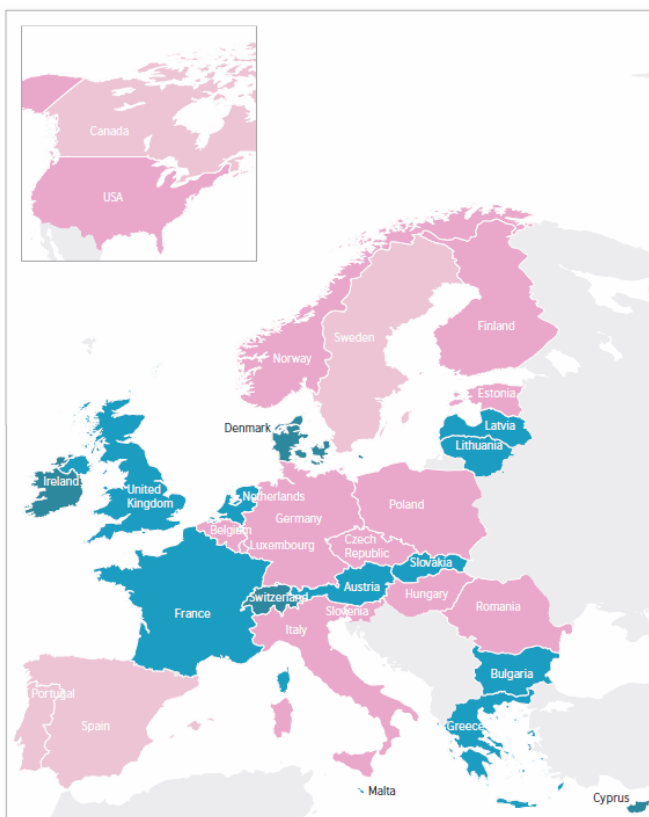 Canada
USA
Norway
Sweden
Finland
Estonia
Denmark
Latvia
Lithuania
Ireland
United
Kingdom
Netherlands
Germany
Poland
Belgium
Luxembourg
Czech
Republic
Slovakia
France
Switzerland
Austria
Hungary
Slovenia
Romania
Italy
Bulgaria
Portugal
Spain
Greece
Malta
Cyprus